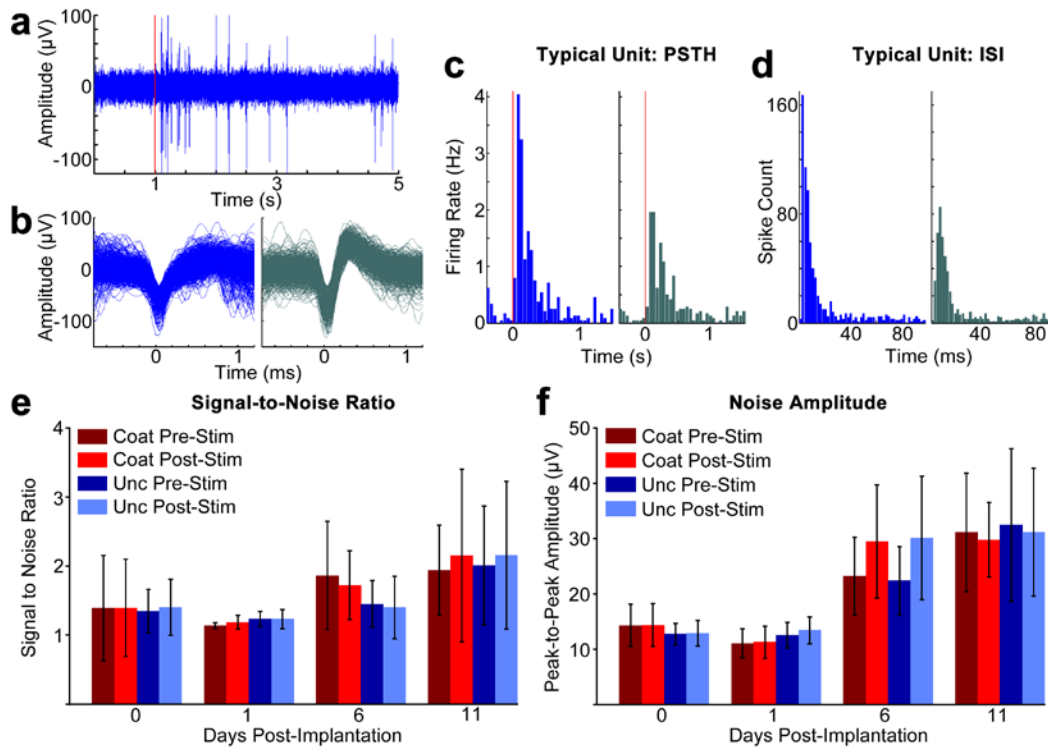 a
Amplitude (µV)
100
0
-100
1
3
5
Time (s)
b
Amplitude (µV)
100
50
0
-50
-100
0
1
0
1
Time (ms)
c
Typical Unit: PSTH
Firing Rate (Hz)
4
3
2
1
0
0
1
0
1
Time (s)
d
Typical Unit: ISI
Spike Count
160
80
0
40
80
40
80
Time (ms)
e
Signal-to-Noise Ratio
Signal to Noise Ratio
4
3
2
1
Coat Pre-Stim
Coat Post-Stim
Unc Pre-Stim
Unc Post-Stim
0
1
6
11
Days Post-Implantation
f
Noise Amplitude
Peak-to-Peak Amplitude (µV)
50
40
30
20
10
Coat Pre-Stim
Coat Post-Stim
Unc Pre-Stim
Unc Post-Stim
0
1
6
11
Days Post-Implantation